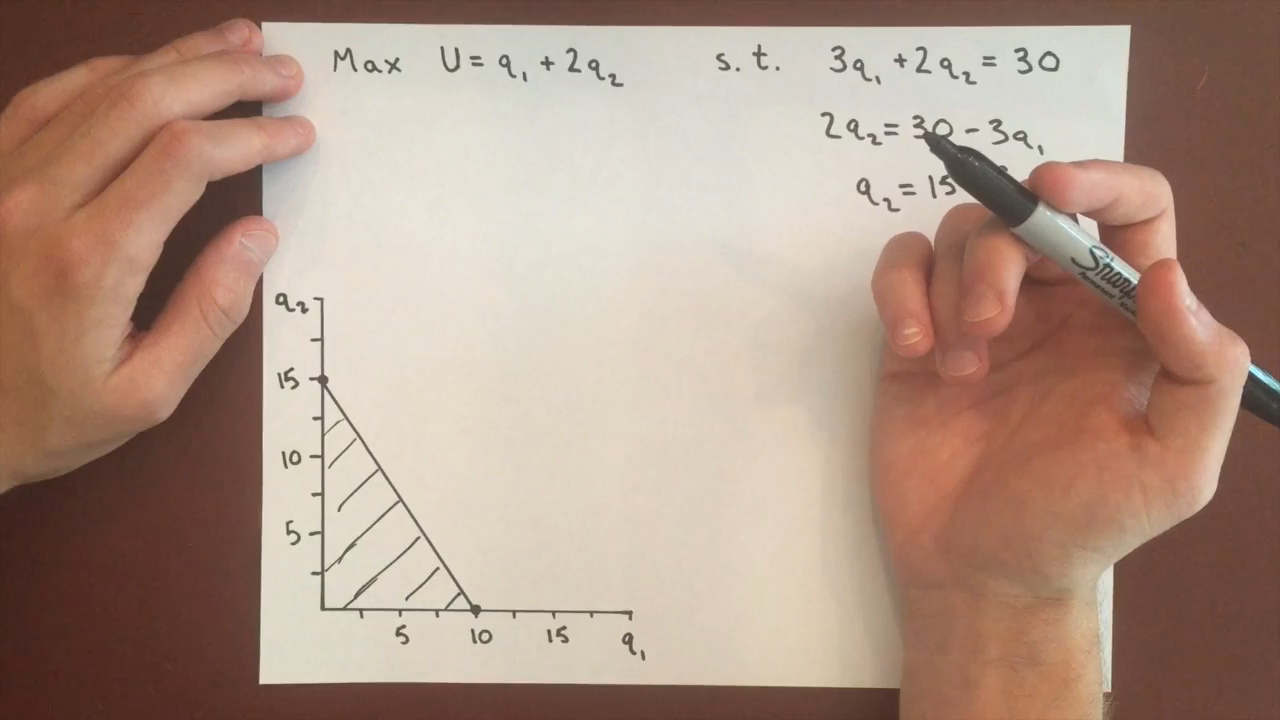 Max U = q₁ + 2q₂ s.t. 3q₁ + 2q₂ = 30
2q₂ = 30 - 3q₁
q₂ = 15
Sharp
q₂
15
10
5
5 10 15 q₁